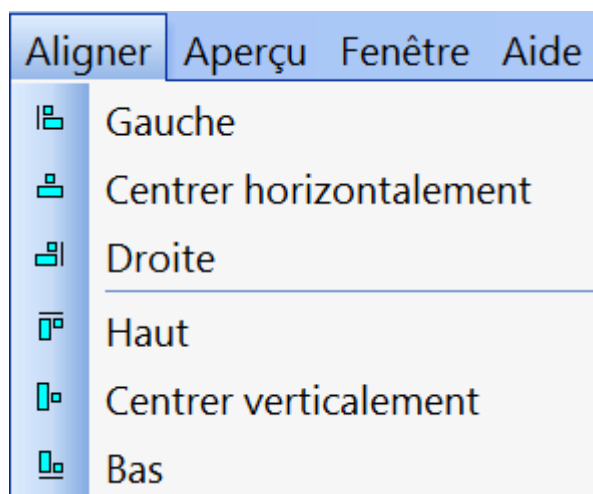 Aligner Aperçu Fenêtre Aide
Gauche
Centrer horizontalement
Droite
Haut
Centrer verticalement
Bas